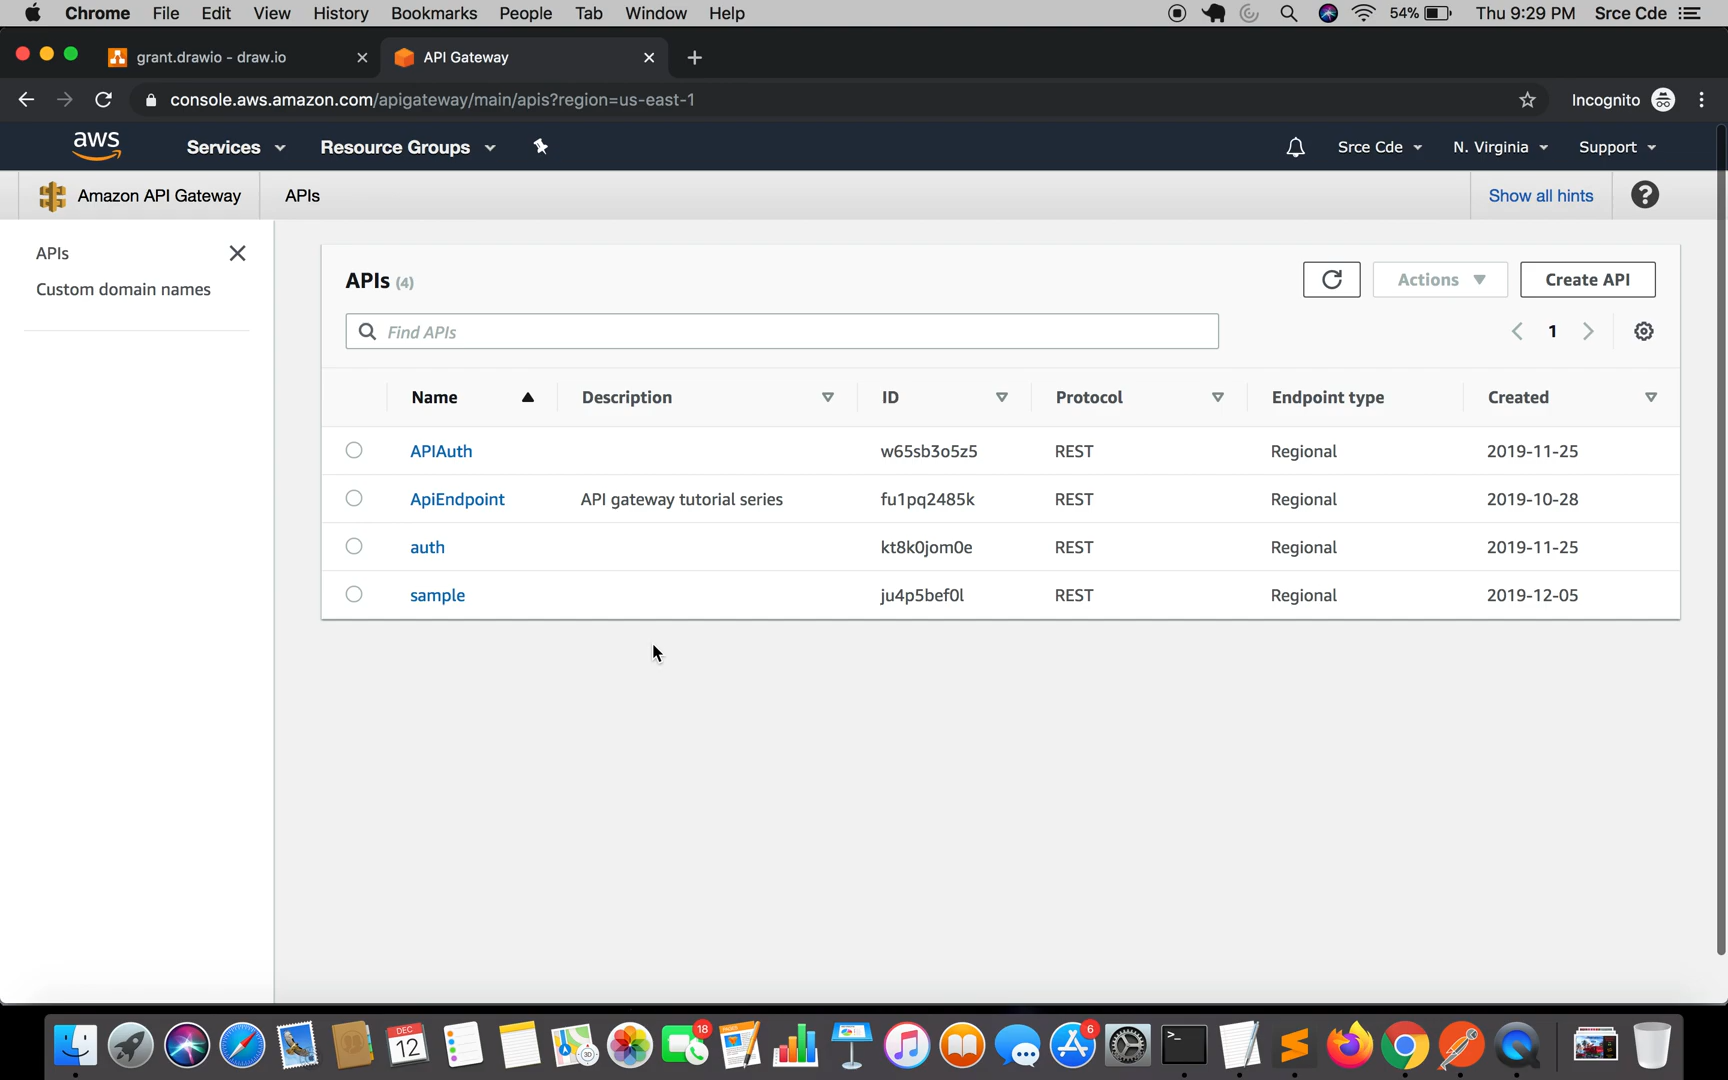 Chrome File Edit View History Bookmarks People Tab Window Help 54% Thu 9:29 PM Srce Cde
grant.drawio - draw.io API Gateway
console.aws.amazon.com/apigateway/main/apis?region=us-east-1 Incognito
aws Services Resource Groups Srce Cde N. Virginia Support
Amazon API Gateway APIs Show all hints ?
APIs
Custom domain names
APIs (4) Actions Create API
Find APIs 1
Name Description ID Protocol Endpoint type Created
APIAuth w65sb3o5z5 REST Regional 2019-11-25
ApiEndpoint API gateway tutorial series fu1pq2485k REST Regional 2019-10-28
auth kt8k0jom0e REST Regional 2019-11-25
sample ju4p5bef0l REST Regional 2019-12-05
DEC 18 6
12